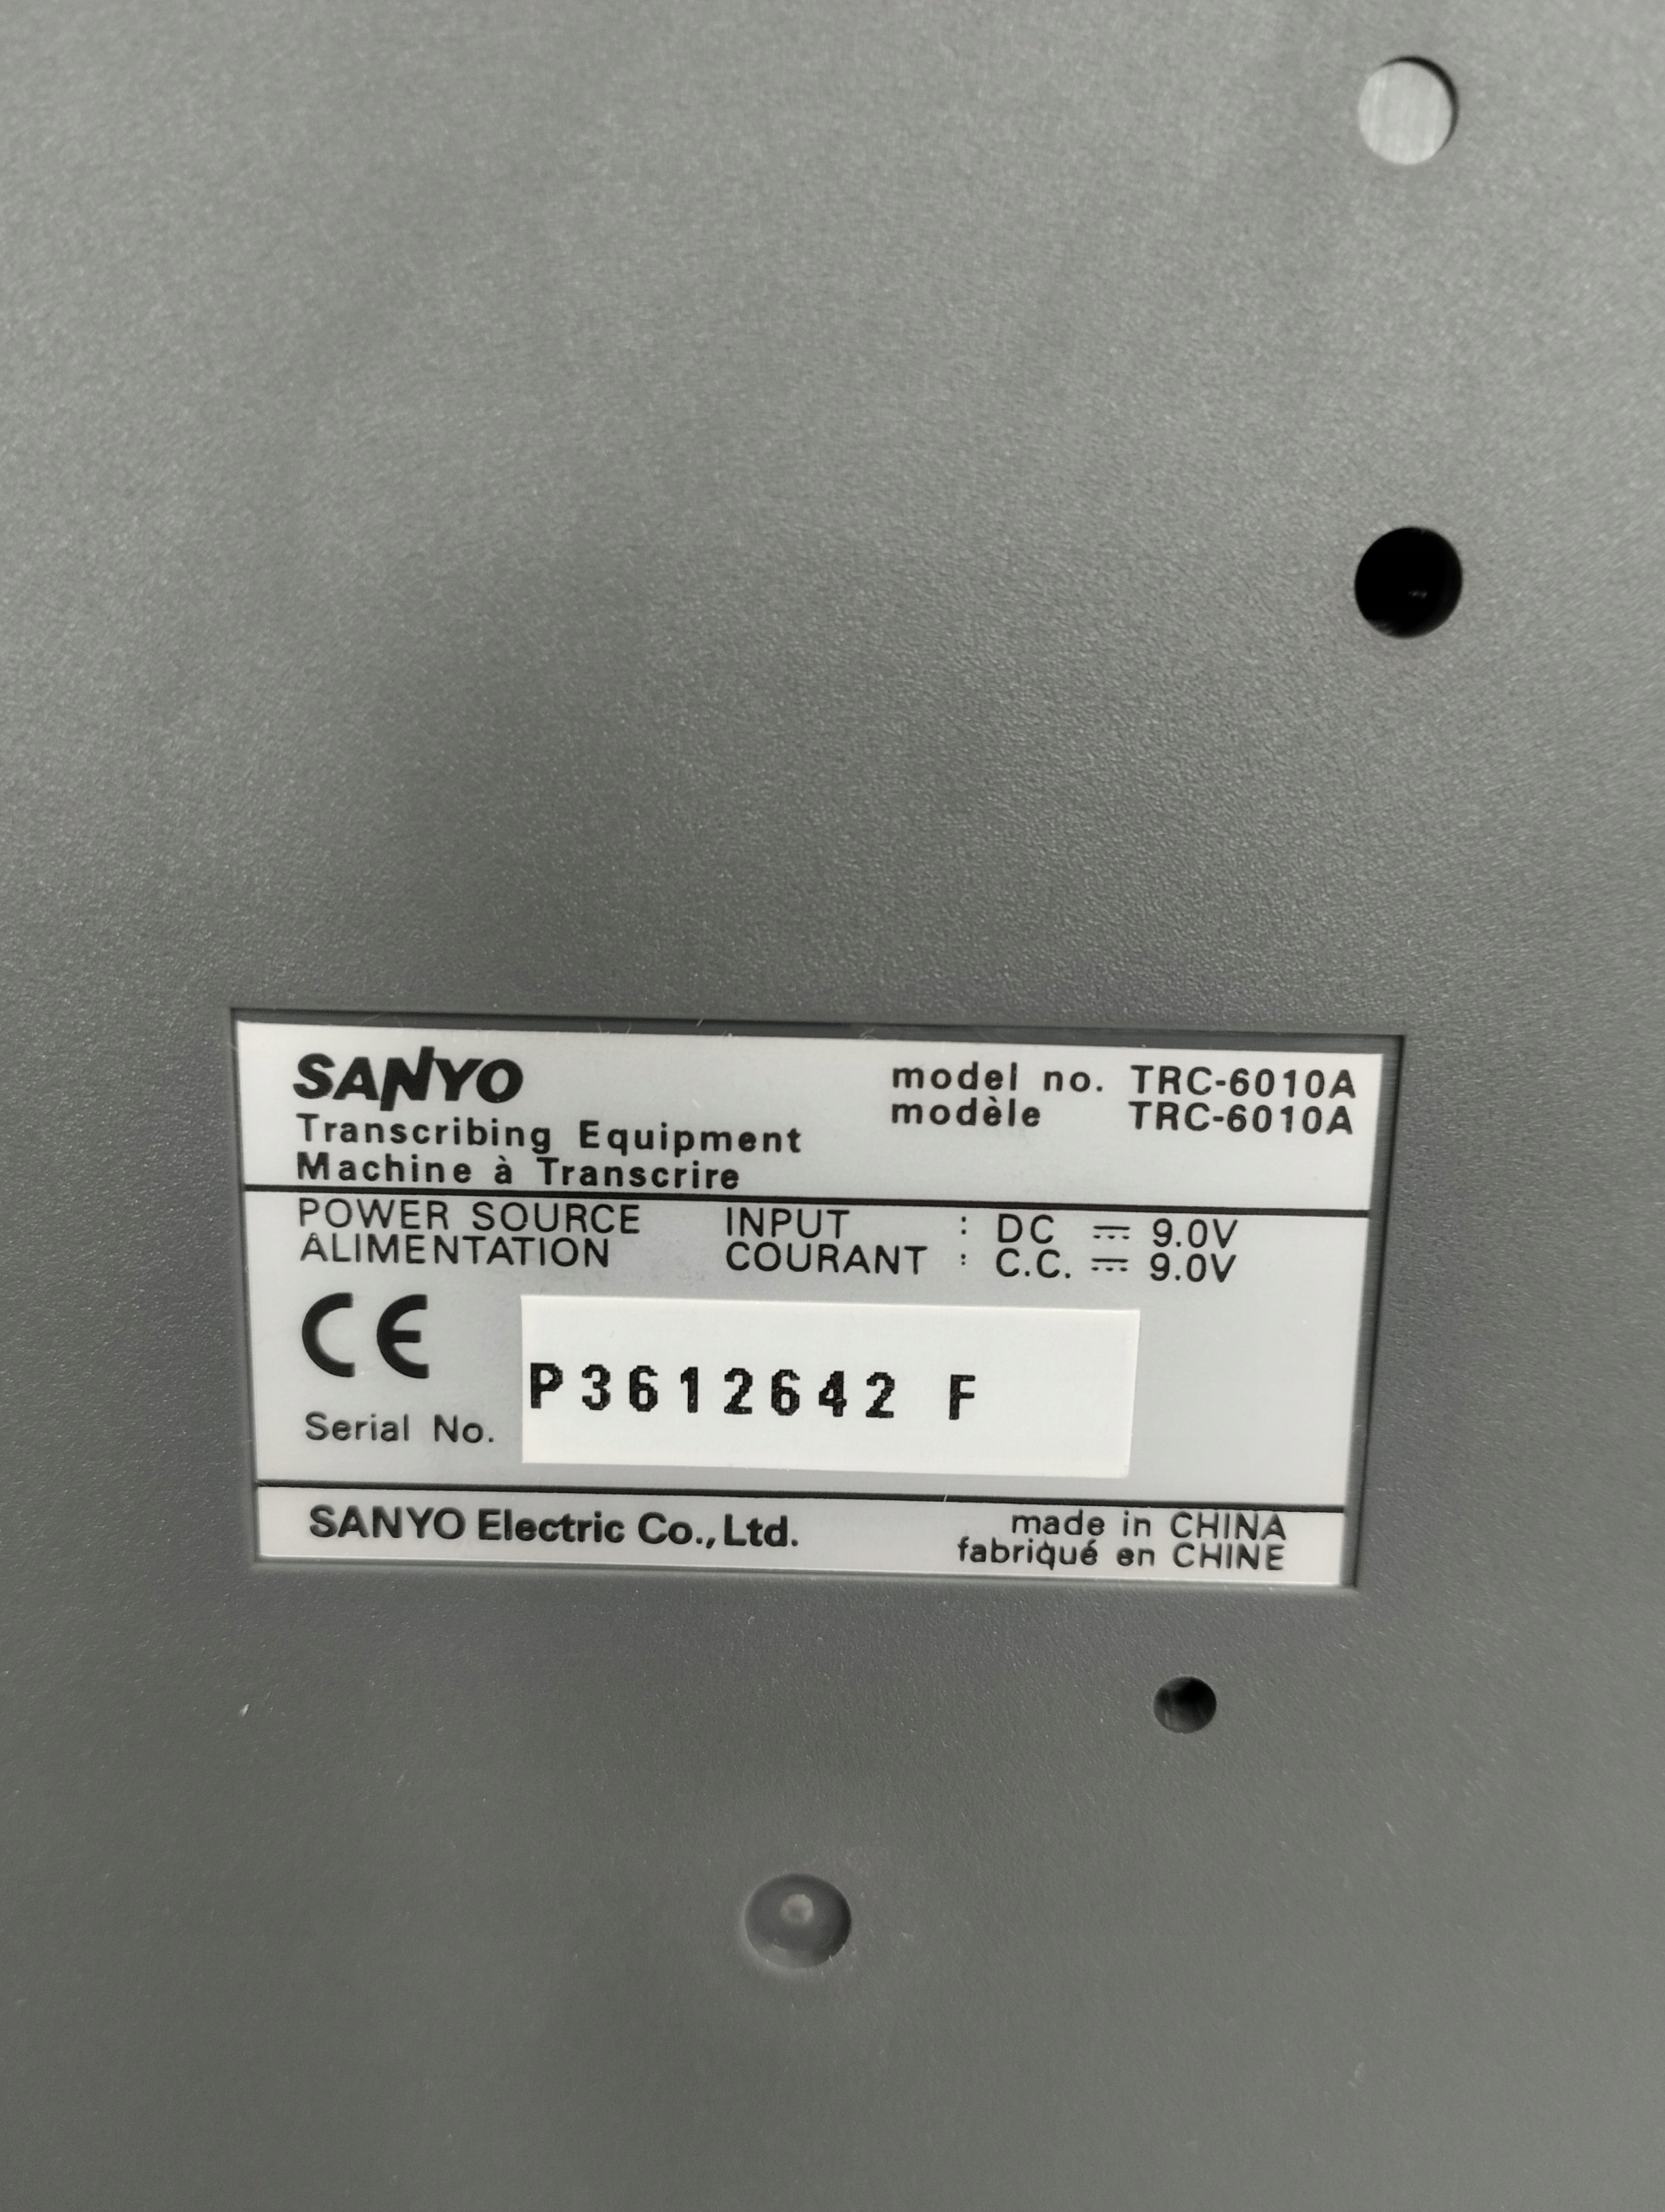 SANYO
Transcribing Equipment
Machine à Transcrire
model no. TRC-6010A
modèle TRC-6010A
POWER SOURCE INPUT : DC ⎓ 9.0V
ALIMENTATION COURANT : C.C. ⎓ 9.0V
CE
P3612642 F
Serial No.
SANYO Electric Co., Ltd.
made in CHINA
fabriqué en CHINE